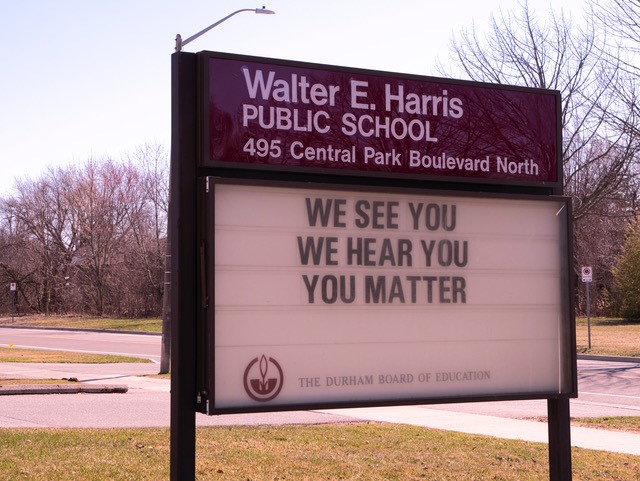 Walter E. Harris
PUBLIC SCHOOL
495 Central Park Boulevard North
WE SEE YOU
WE HEAR YOU
YOU MATTER
THE DURHAM BOARD OF EDUCATION